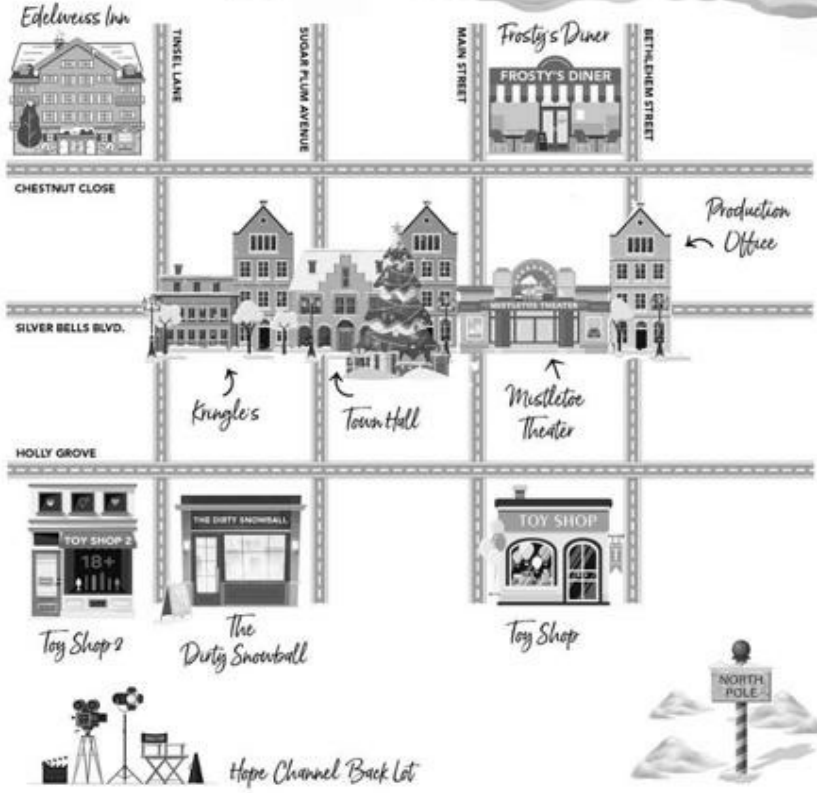 Edelweiss Inn
TINSEL LANE
SUGAR PLUM AVENUE
MAIN STREET
Frosty's Diner
FROSTY'S DINER
BETHLEHEM STREET
CHESTNUT CLOSE
Production
Office
MISTLETOE THEATER
SILVER BELLS BLVD.
Kringle's
Town Hall
Mistletoe
Theater
HOLLY GROVE
TOY SHOP 2
18+
THE DIRTY SNOWBALL
TOY SHOP
Toy Shop 2
The
Dirty Snowball
Toy Shop
NORTH
POLE
Hope Channel Back Lot